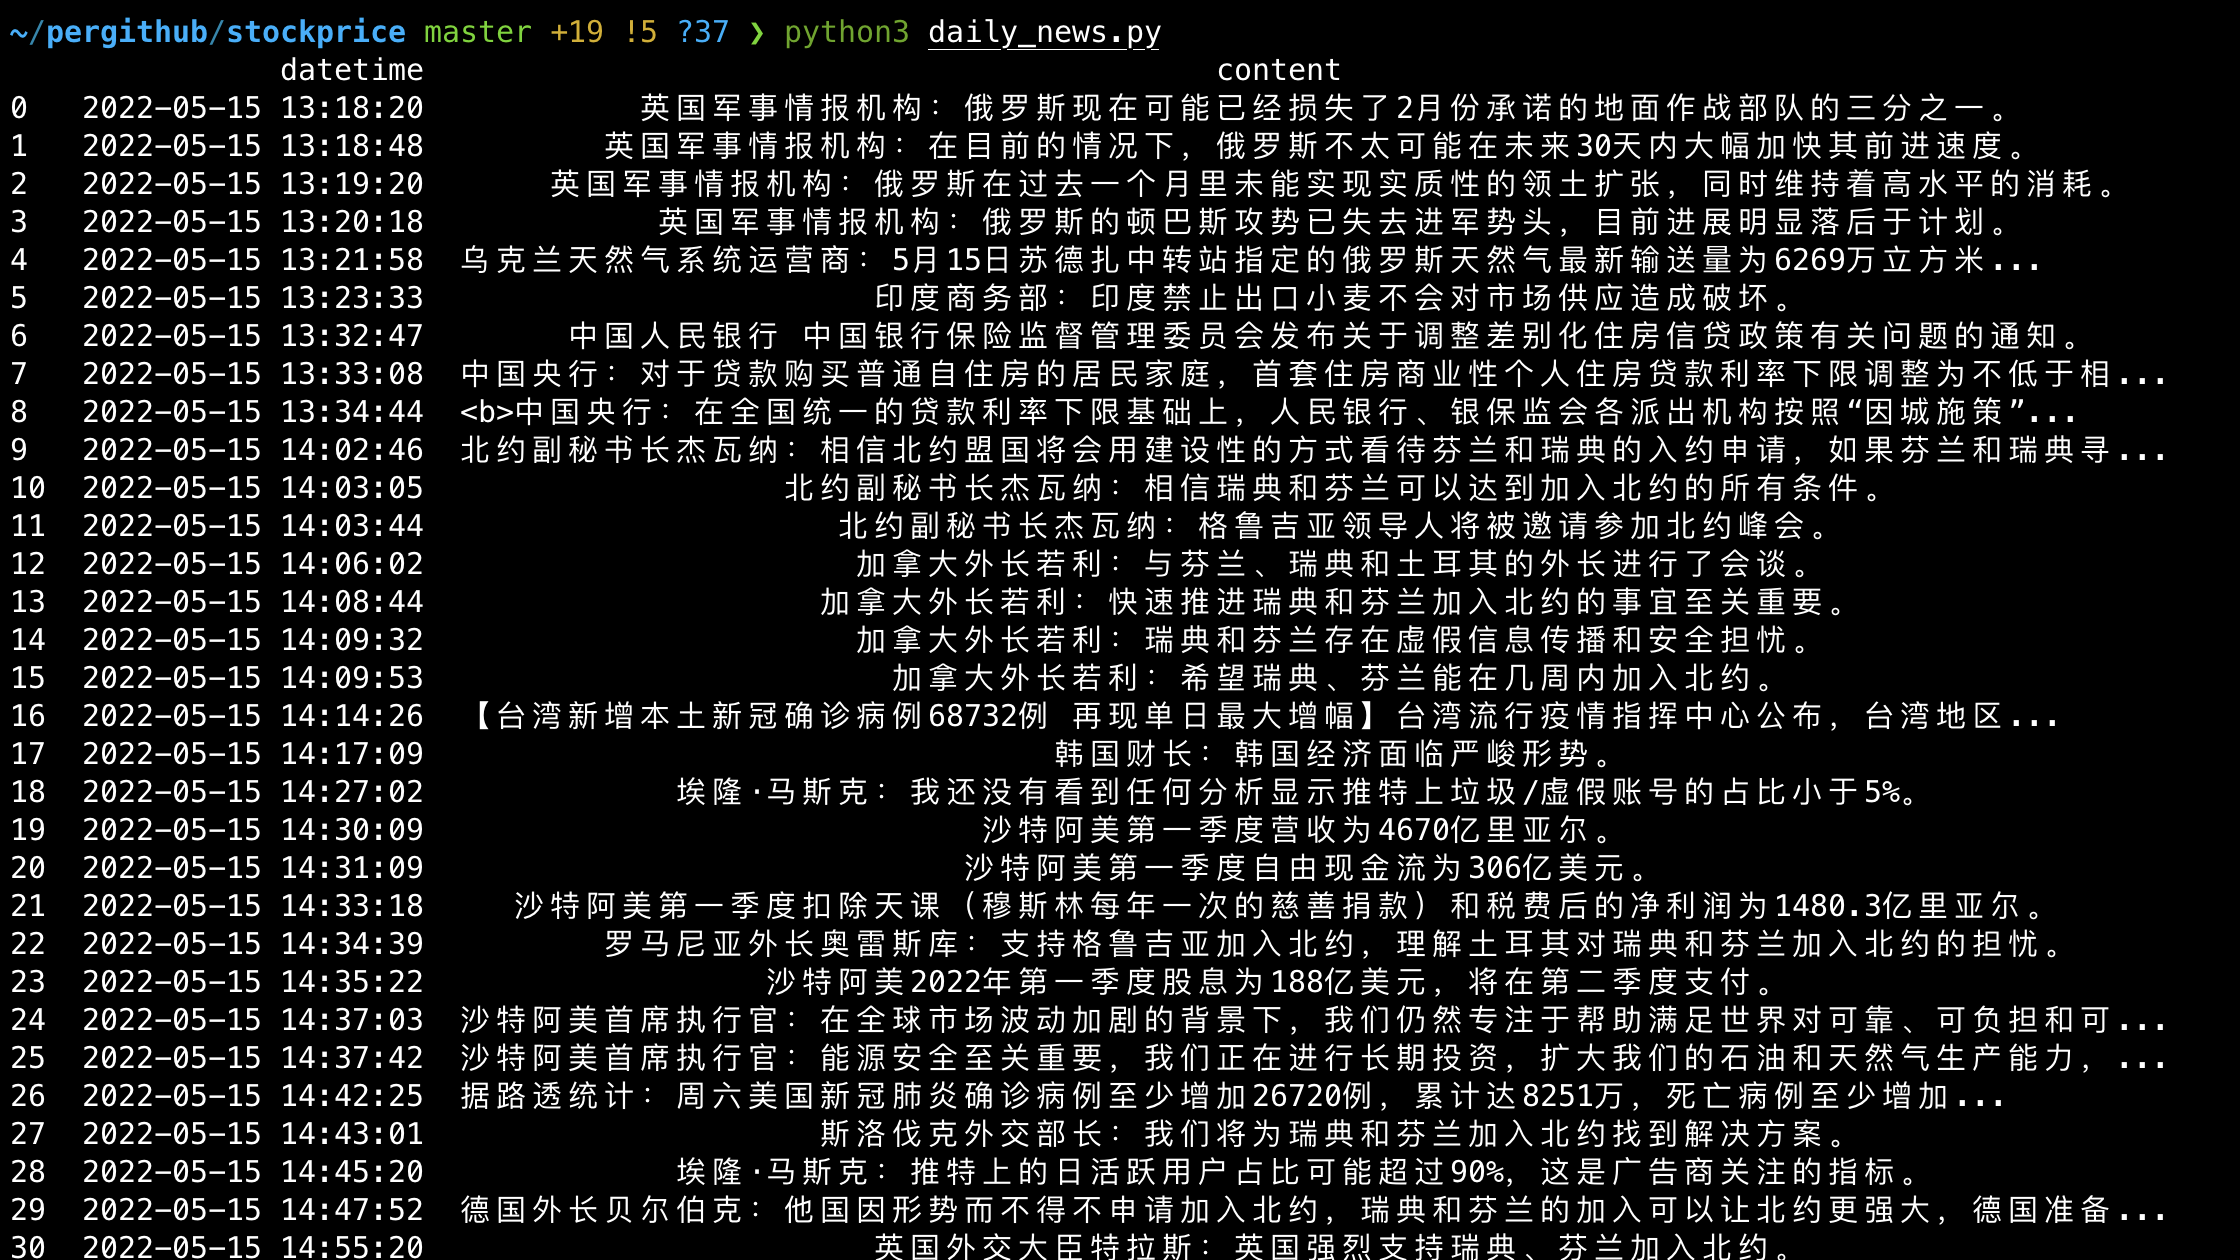 ~/pergithub/stockprice master +19 !5 ?37 ❯ python3 daily_news.py
datetime content
0 2022-05-15 13:18:20 英国军事情报机构：俄罗斯现在可能已经损失了2月份承诺的地面作战部队的三分之一。
1 2022-05-15 13:18:48 英国军事情报机构：在目前的情况下，俄罗斯不太可能在未来30天内大幅加快其前进速度。
2 2022-05-15 13:19:20 英国军事情报机构：俄罗斯在过去一个月里未能实现实质性的领土扩张，同时维持着高水平的消耗。
3 2022-05-15 13:20:18 英国军事情报机构：俄罗斯的顿巴斯攻势已失去进军势头，目前进展明显落后于计划。
4 2022-05-15 13:21:58 乌克兰天然气系统运营商：5月15日苏德扎中转站指定的俄罗斯天然气最新输送量为6269万立方米...
5 2022-05-15 13:23:33 印度商务部：印度禁止出口小麦不会对市场供应造成破坏。
6 2022-05-15 13:32:47 中国人民银行 中国银行保险监督管理委员会发布关于调整差别化住房信贷政策有关问题的通知。
7 2022-05-15 13:33:08 中国央行：对于贷款购买普通自住房的居民家庭，首套住房商业性个人住房贷款利率下限调整为不低于相...
8 2022-05-15 13:34:44 <b>中国央行：在全国统一的贷款利率下限基础上，人民银行、银保监会各派出机构按照“因城施策”...
9 2022-05-15 14:02:46 北约副秘书长杰瓦纳：相信北约盟国将会用建设性的方式看待芬兰和瑞典的入约申请，如果芬兰和瑞典寻...
10 2022-05-15 14:03:05 北约副秘书长杰瓦纳：相信瑞典和芬兰可以达到加入北约的所有条件。
11 2022-05-15 14:03:44 北约副秘书长杰瓦纳：格鲁吉亚领导人将被邀请参加北约峰会。
12 2022-05-15 14:06:02 加拿大外长若利：与芬兰、瑞典和土耳其的外长进行了会谈。
13 2022-05-15 14:08:44 加拿大外长若利：快速推进瑞典和芬兰加入北约的事宜至关重要。
14 2022-05-15 14:09:32 加拿大外长若利：瑞典和芬兰存在虚假信息传播和安全担忧。
15 2022-05-15 14:09:53 加拿大外长若利：希望瑞典、芬兰能在几周内加入北约。
16 2022-05-15 14:14:26 【台湾新增本土新冠确诊病例68732例 再现单日最大增幅】台湾流行疫情指挥中心公布，台湾地区...
17 2022-05-15 14:17:09 韩国财长：韩国经济面临严峻形势。
18 2022-05-15 14:27:02 埃隆·马斯克：我还没有看到任何分析显示推特上垃圾/虚假账号的占比小于5%。
19 2022-05-15 14:30:09 沙特阿美第一季度营收为4670亿里亚尔。
20 2022-05-15 14:31:09 沙特阿美第一季度自由现金流为306亿美元。
21 2022-05-15 14:33:18 沙特阿美第一季度扣除天课（穆斯林每年一次的慈善捐款）和税费后的净利润为1480.3亿里亚尔。
22 2022-05-15 14:34:39 罗马尼亚外长奥雷斯库：支持格鲁吉亚加入北约，理解土耳其对瑞典和芬兰加入北约的担忧。
23 2022-05-15 14:35:22 沙特阿美2022年第一季度股息为188亿美元，将在第二季度支付。
24 2022-05-15 14:37:03 沙特阿美首席执行官：在全球市场波动加剧的背景下，我们仍然专注于帮助满足世界对可靠、可负担和可...
25 2022-05-15 14:37:42 沙特阿美首席执行官：能源安全至关重要，我们正在进行长期投资，扩大我们的石油和天然气生产能力，...
26 2022-05-15 14:42:25 据路透统计：周六美国新冠肺炎确诊病例至少增加26720例，累计达8251万，死亡病例至少增加...
27 2022-05-15 14:43:01 斯洛伐克外交部长：我们将为瑞典和芬兰加入北约找到解决方案。
28 2022-05-15 14:45:20 埃隆·马斯克：推特上的日活跃用户占比可能超过90%，这是广告商关注的指标。
29 2022-05-15 14:47:52 德国外长贝尔伯克：他国因形势而不得不申请加入北约，瑞典和芬兰的加入可以让北约更强大，德国准备...
30 2022-05-15 14:55:20 英国外交大臣特拉斯：英国强烈支持瑞典、芬兰加入北约。